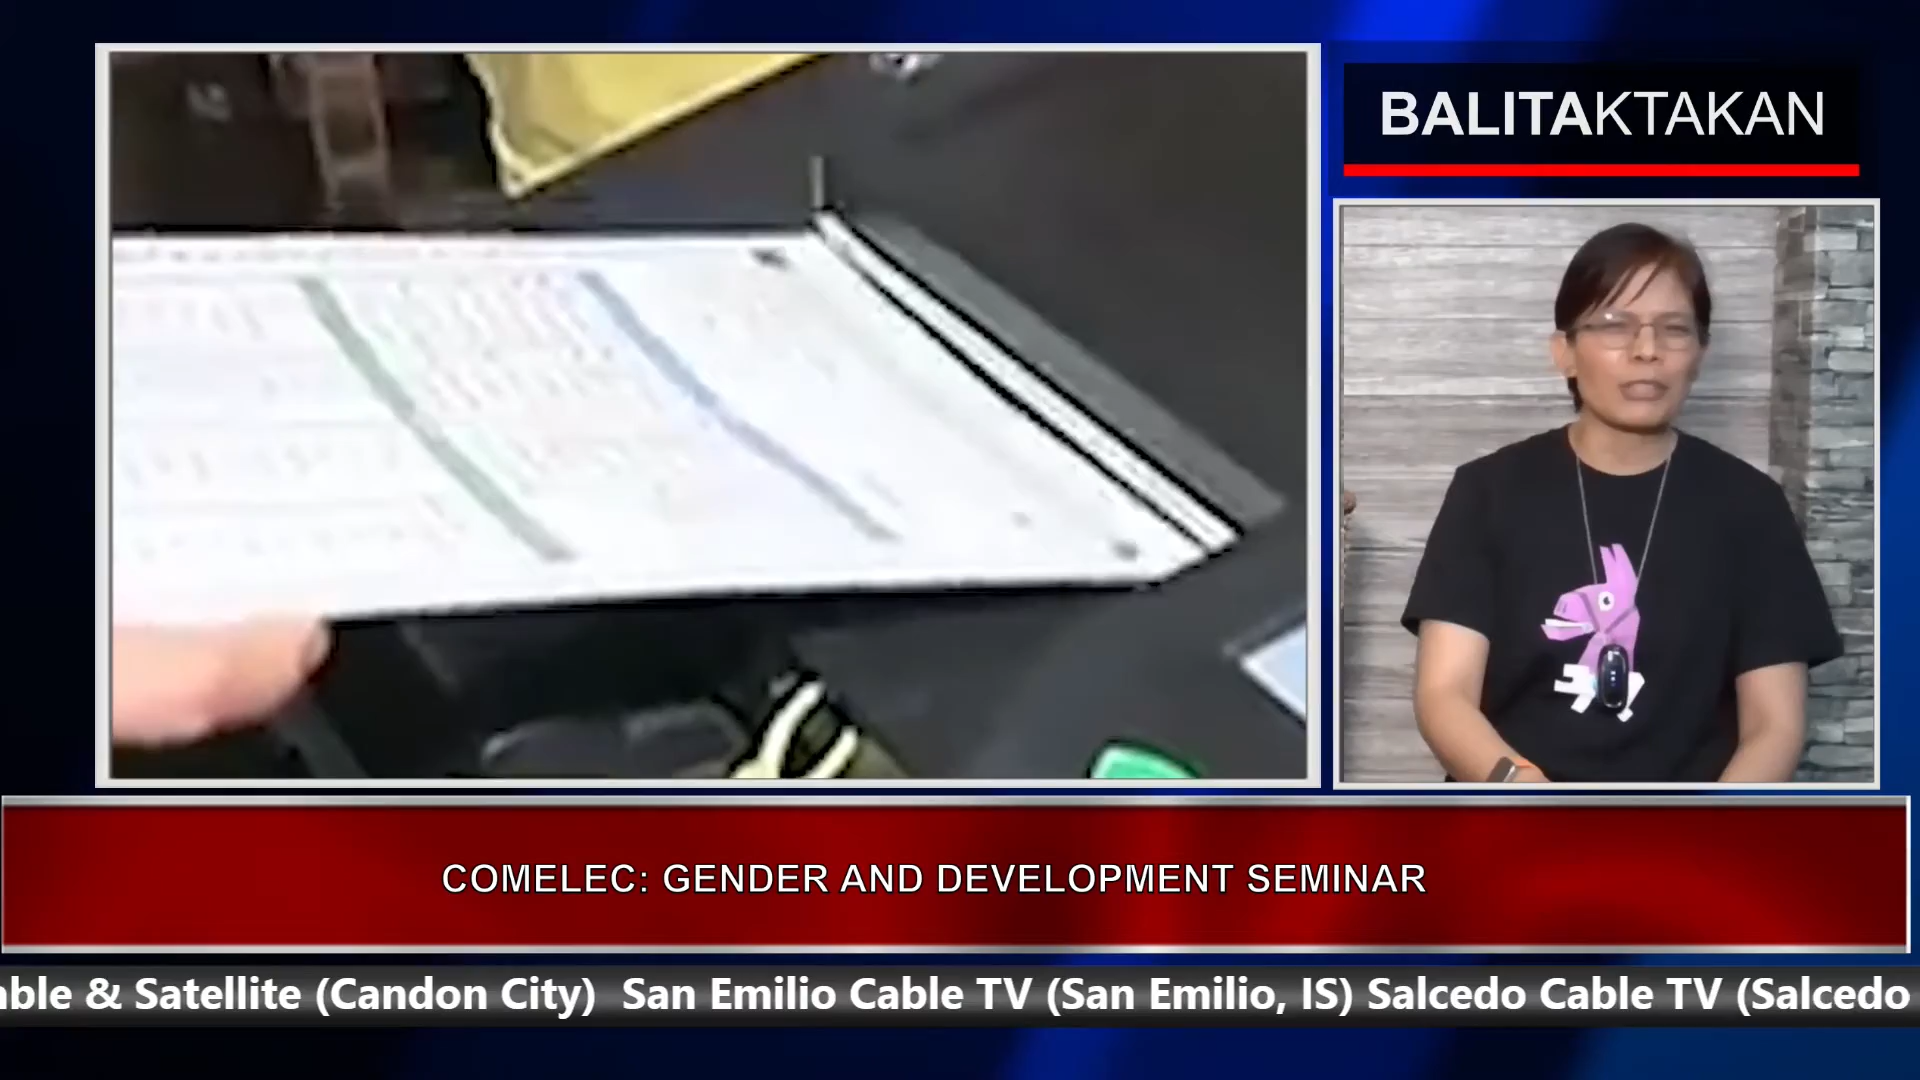 BALITAKTAKAN
COMELEC: GENDER AND DEVELOPMENT SEMINAR
able & Satellite (Candon City) San Emilio Cable TV (San Emilio, IS) Salcedo Cable TV (Salcedo